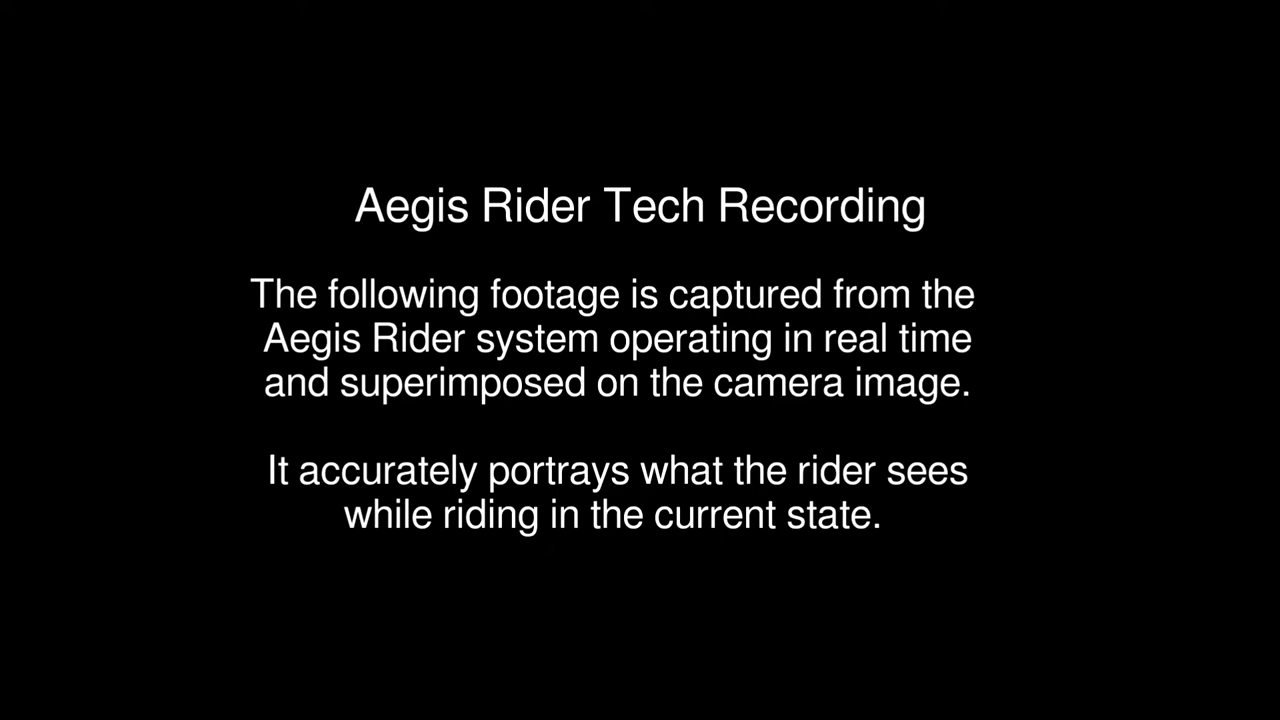 Aegis Rider Tech Recording
The following footage is captured from the
Aegis Rider system operating in real time
and superimposed on the camera image.
It accurately portrays what the rider sees
while riding in the current state.